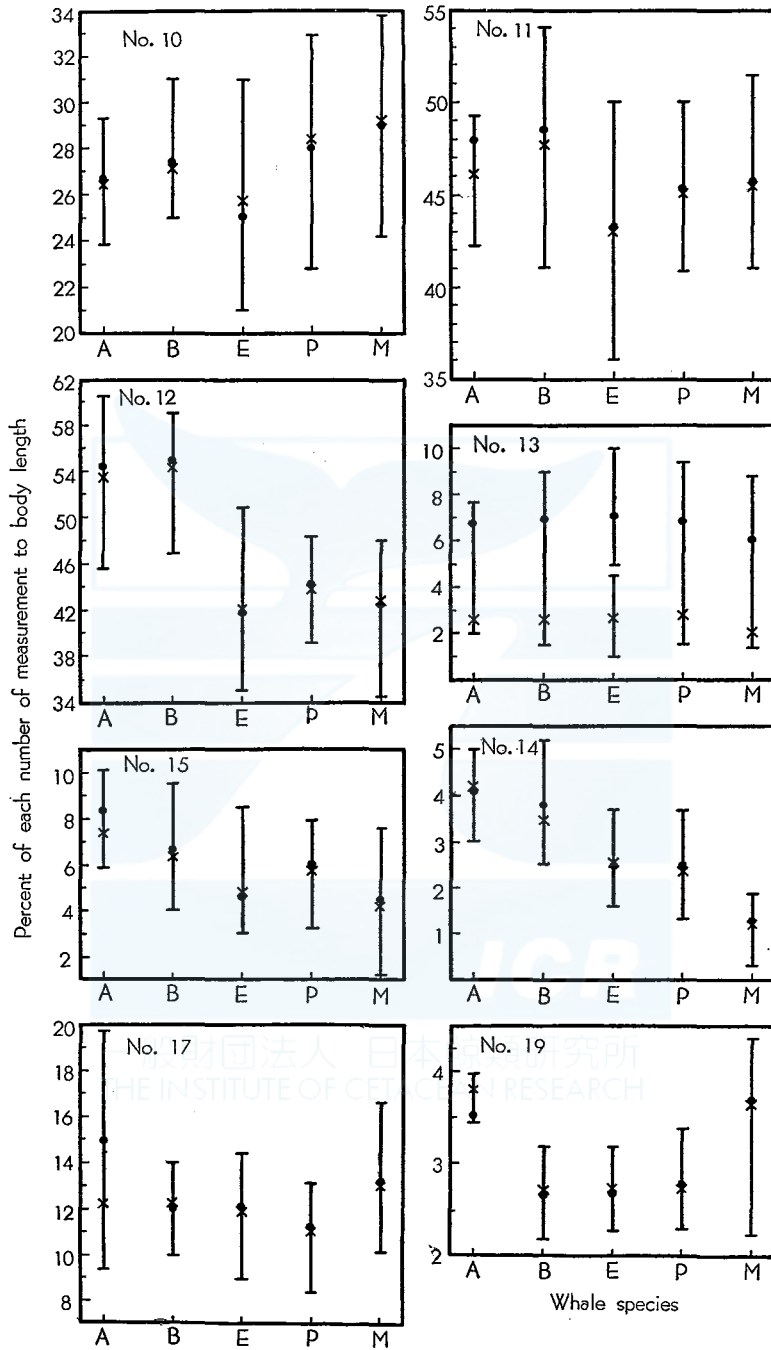 No. 10
34
32
30
28
26
24
22
20
A B E P M
No. 11
55
50
45
40
35
A B E P M
Percent of each number of measurement to body length
No. 12
62
58
54
50
46
42
38
34
A B E P M
No. 13
10
8
6
4
2
A B E P M
No. 15
10
8
6
4
2
A B E P M
No. 14
5
4
3
2
1
A B E P M
ICR
No. 17
20
18
16
14
12
10
8
A B E P M
No. 19
4
3
2
A B E P M
Whale species
一般財団法人 日本鯨類研究所
THE INSTITUTE OF CETACEAN RESEARCH